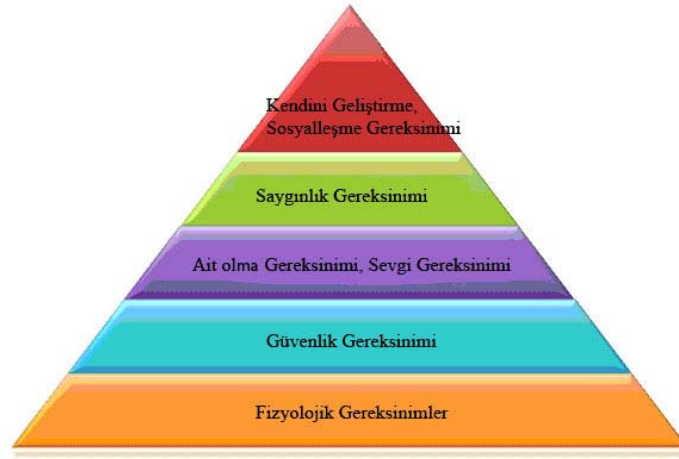 Kendini Geliştirme,
Sosyalleşme Gereksinimi
Saygınlık Gereksinimi
Ait olma Gereksinimi, Sevgi Gereksinimi
Güvenlik Gereksinimi
Fizyolojik Gereksinimler